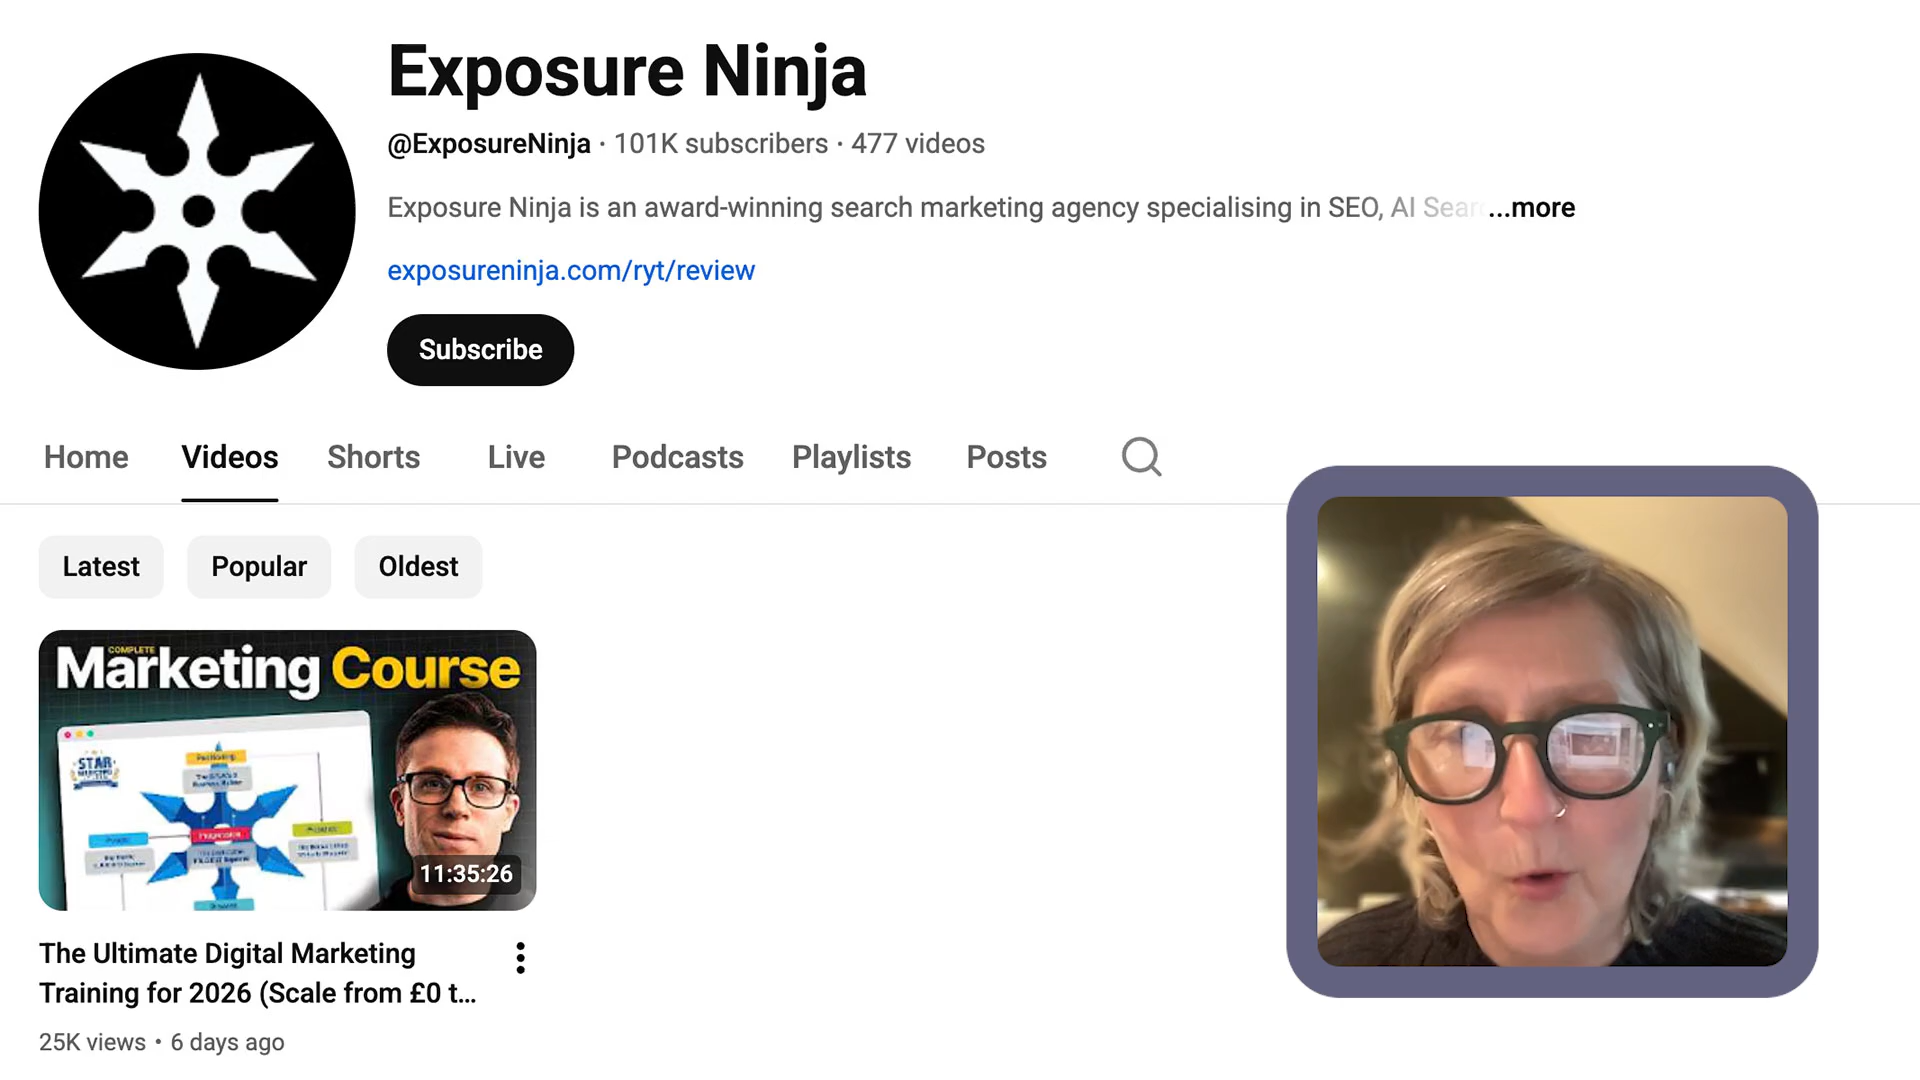 Exposure Ninja
@ExposureNinja · 101K subscribers · 477 videos
Exposure Ninja is an award-winning search marketing agency specialising in SEO, AI Sear ...more
exposureninja.com/ryt/review
Subscribe
Home Videos Shorts Live Podcasts Playlists Posts
Latest Popular Oldest
COMPLETE
Marketing Course
STAR
11:35:26
The Ultimate Digital Marketing
Training for 2026 (Scale from £0 t...
25K views • 6 days ago